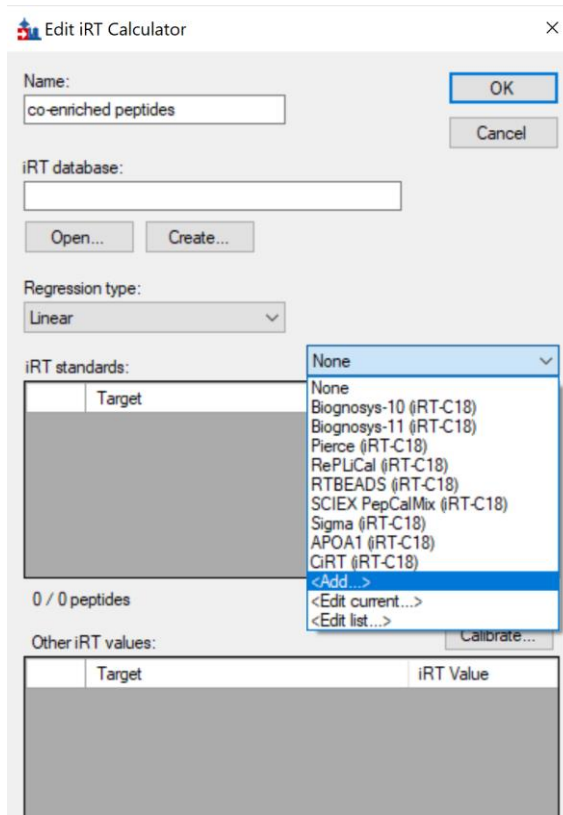 Edit iRT Calculator
Name:
co-enriched peptides
OK
Cancel
iRT database:
Open...
Create...
Regression type:
Linear
iRT standards:
None
Target
None
Biognosys-10 (iRT-C18)
Biognosys-11 (iRT-C18)
Pierce (iRT-C18)
RePLiCal (iRT-C18)
RTBEADS (iRT-C18)
SCIEX PepCalMix (iRT-C18)
Sigma (iRT-C18)
APOA1 (iRT-C18)
CiRT (iRT-C18)
<Add...>
<Edit current...>
<Edit list...>
0 / 0 peptides
Calibrate...
Other iRT values:
Target
iRT Value